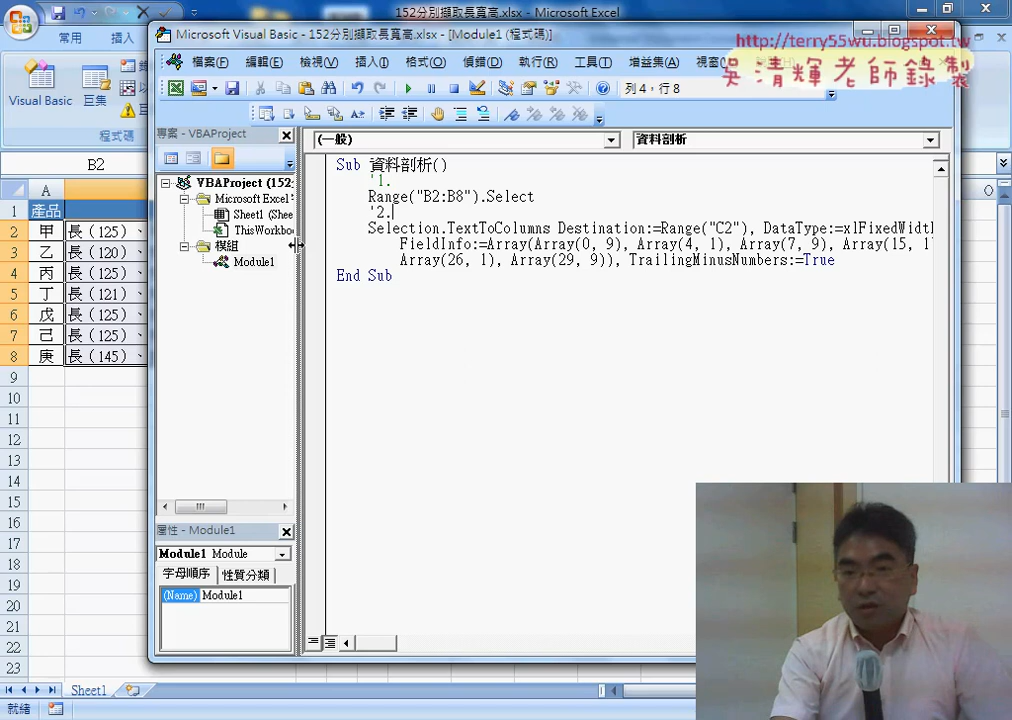 152分別擷取長寬高.xlsx - Microsoft Excel
常用
插入
Visual Basic
巨集
程式碼
Microsoft Visual Basic - 152分別擷取長寬高.xlsx - [Module1 (程式碼)]
http://terry55wu.blogspot.tw
吳清輝老師錄製
檔案(F) 編輯(E) 檢視(V) 插入(I) 格式(O) 偵錯(D) 執行(R) 工具(T) 增益集(A) 視窗
列 4, 行 8
專案 - VBAProject
(一般)
資料剖析
VBAProject (152
Microsoft Excel
Sheet1 (Shee
ThisWorkbo
模組
Module1
Sub 資料剖析()
'1.
Range("B2:B8").Select
'2.
Selection.TextToColumns Destination:=Range("C2"), DataType:=xlFixedWidt
FieldInfo:=Array(Array(0, 9), Array(4, 1), Array(7, 9), Array(15, 1
Array(26, 1), Array(29, 9)), TrailingMinusNumbers:=True
End Sub
屬性 - Module1
Module1 Module
字母順序
性質分類
(Name) Module1
B2
A
O
1 產品
2 甲 長（125）、
3 乙 長（120）、
4 丙 長（125）、
5 丁 長（121）、
6 戊 長（125）、
7 己 長（125）、
8 庚 長（145）、
9
10
11
12
13
14
15
16
17
18
19
20
21
22
23
Sheet1
就緒